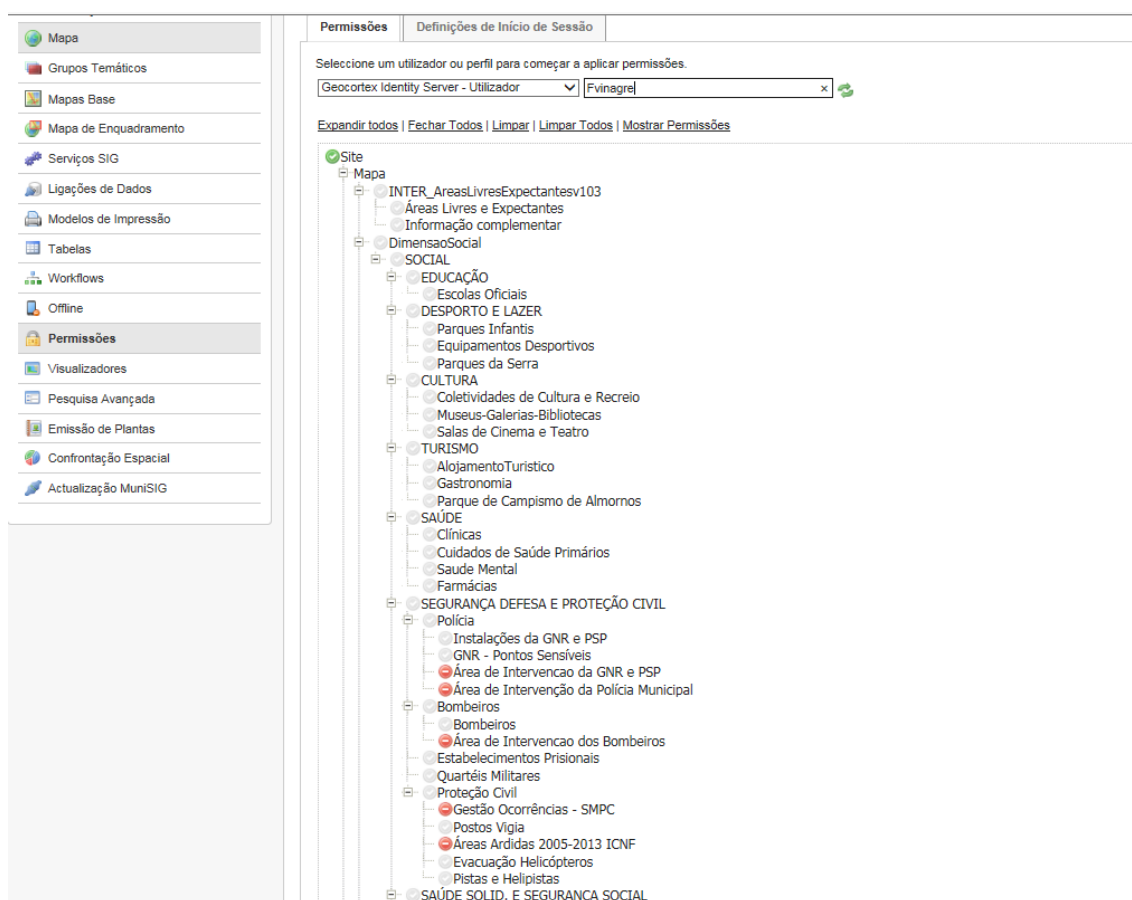 Mapa
Grupos Temáticos
Mapas Base
Mapa de Enquadramento
Serviços SIG
Ligações de Dados
Modelos de Impressão
Tabelas
Workflows
Offline
Permissões
Visualizadores
Pesquisa Avançada
Emissão de Plantas
Confrontação Espacial
Actualização MuniSIG
Permissões Definições de Início de Sessão
Seleccione um utilizador ou perfil para começar a aplicar permissões.
Geocortex Identity Server - Utilizador Fvinagre ×
Expandir todos | Fechar Todos | Limpar | Limpar Todos | Mostrar Permissões
Site
Mapa
INTER_AreasLivresExpectantesv103
Áreas Livres e Expectantes
Informação complementar
DimensaoSocial
SOCIAL
EDUCAÇÃO
Escolas Oficiais
DESPORTO E LAZER
Parques Infantis
Equipamentos Desportivos
Parques da Serra
CULTURA
Coletividades de Cultura e Recreio
Museus-Galerias-Bibliotecas
Salas de Cinema e Teatro
TURISMO
AlojamentoTuristico
Gastronomia
Parque de Campismo de Almornos
SAÚDE
Clínicas
Cuidados de Saúde Primários
Saude Mental
Farmácias
SEGURANÇA DEFESA E PROTEÇÃO CIVIL
Polícia
Instalações da GNR e PSP
GNR - Pontos Sensíveis
Área de Intervencao da GNR e PSP
Área de Intervenção da Polícia Municipal
Bombeiros
Bombeiros
Área de Intervencao dos Bombeiros
Estabelecimentos Prisionais
Quartéis Militares
Proteção Civil
Gestão Ocorrências - SMPC
Postos Vigia
Áreas Ardidas 2005-2013 ICNF
Evacuação Helicópteros
Pistas e Helipistas
SAÚDE SOLID. E SEGURANÇA SOCIAL